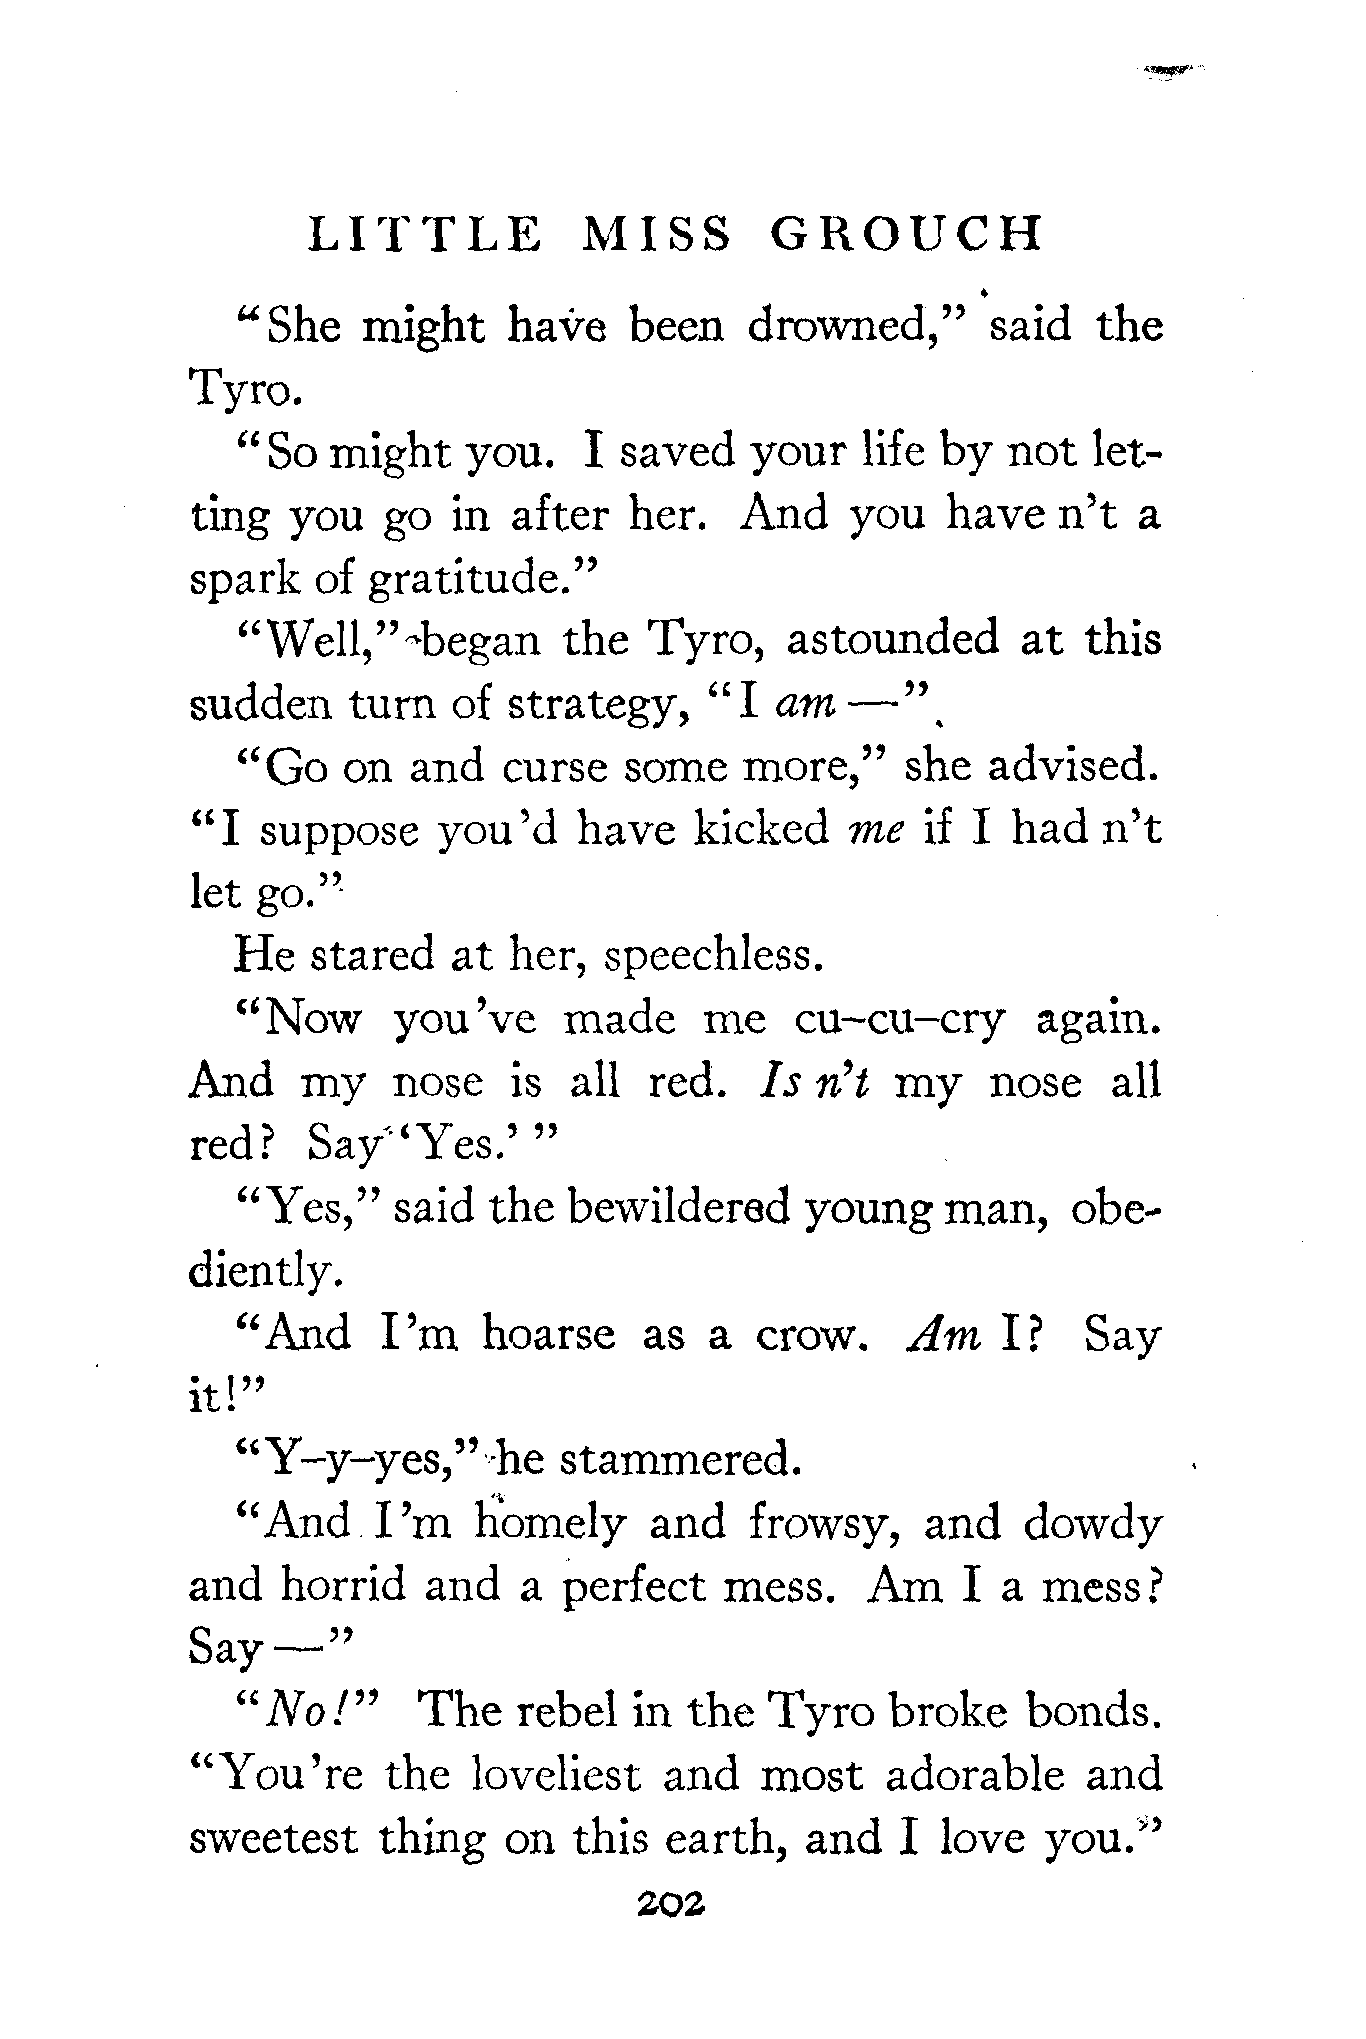 LITTLE MISS GROUCH
“She might have been drowned,” said the
Tyro.
“So might you. I saved your life by not let-
ting you go in after her. And you have n’t a
spark of gratitude.”
“Well,” began the Tyro, astounded at this
sudden turn of strategy, “I am —”
“Go on and curse some more,” she advised.
“I suppose you ’d have kicked me if I had n’t
let go.”
He stared at her, speechless.
“Now you ’ve made me cu–cu–cry again.
And my nose is all red. Is n’t my nose all
red? Say ‘Yes.’ ”
“Yes,” said the bewildered young man, obe-
diently.
“And I ’m hoarse as a crow. Am I? Say
it!”
“Y–y–yes,” he stammered.
“And I ’m homely and frowsy, and dowdy
and horrid and a perfect mess. Am I a mess?
Say —”
“No!” The rebel in the Tyro broke bonds.
“You ’re the loveliest and most adorable and
sweetest thing on this earth, and I love you.”
202